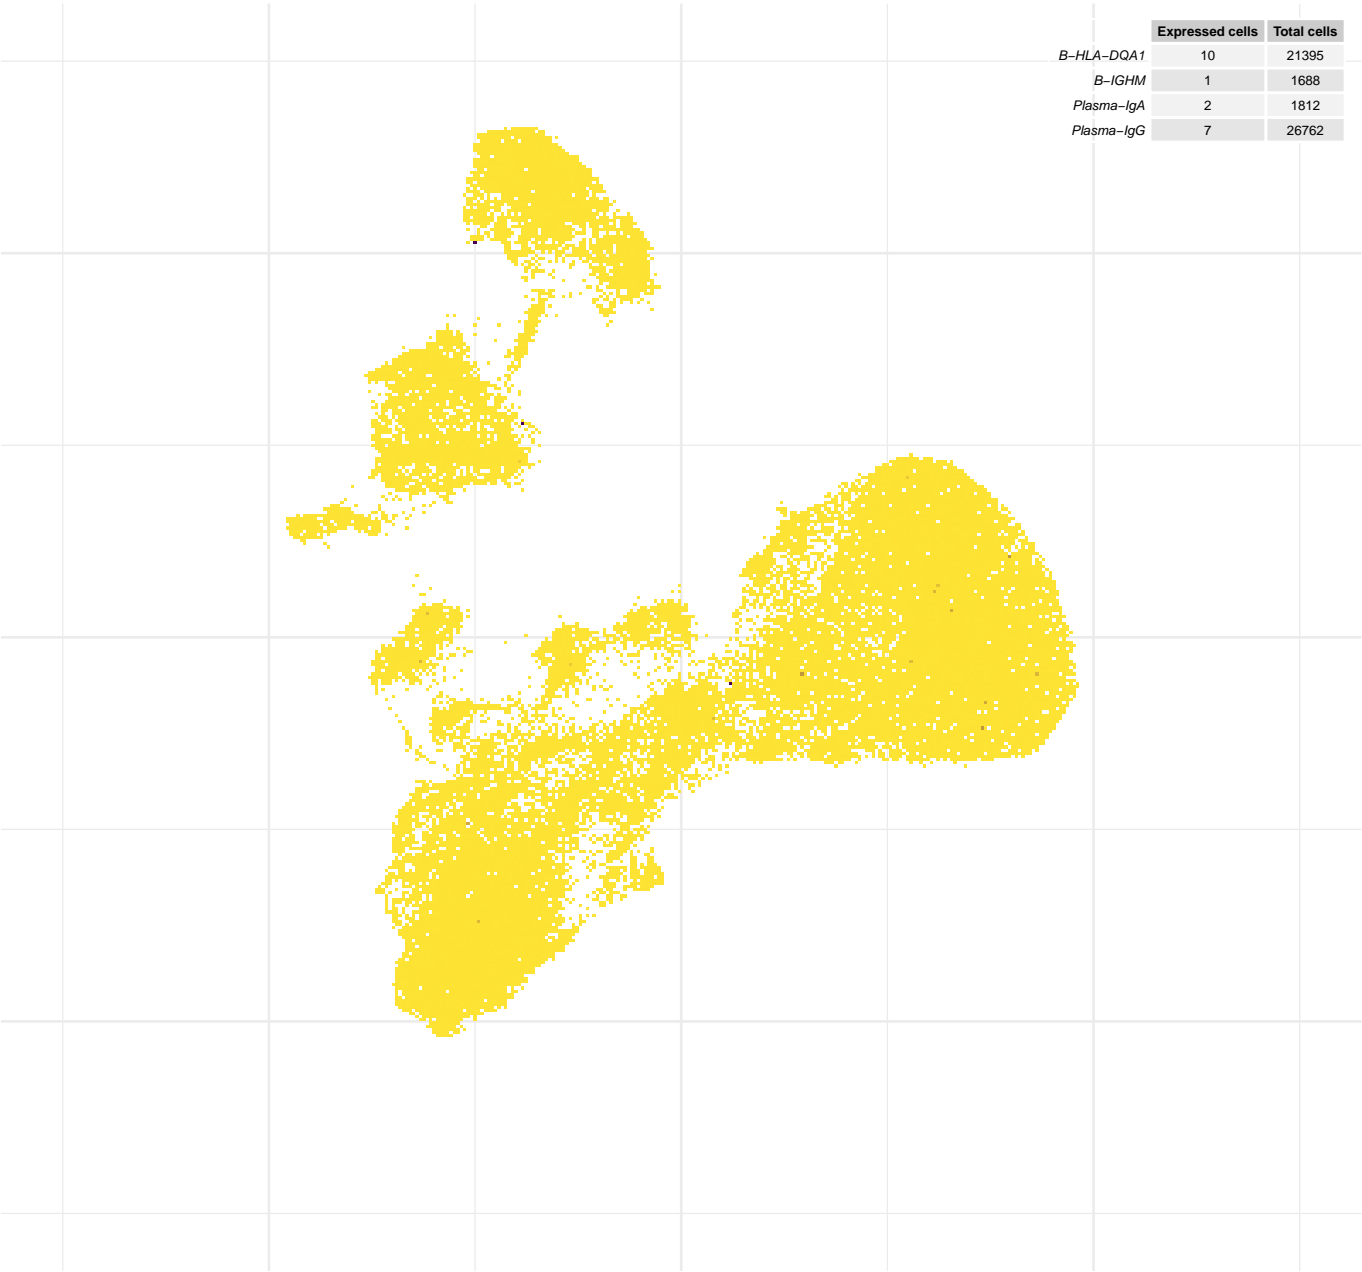 Expressed cells Total cells
B−HLA−DQA1 10 21395
B−IGHM 1 1688
Plasma−IgA 2 1812
Plasma−IgG 7 26762